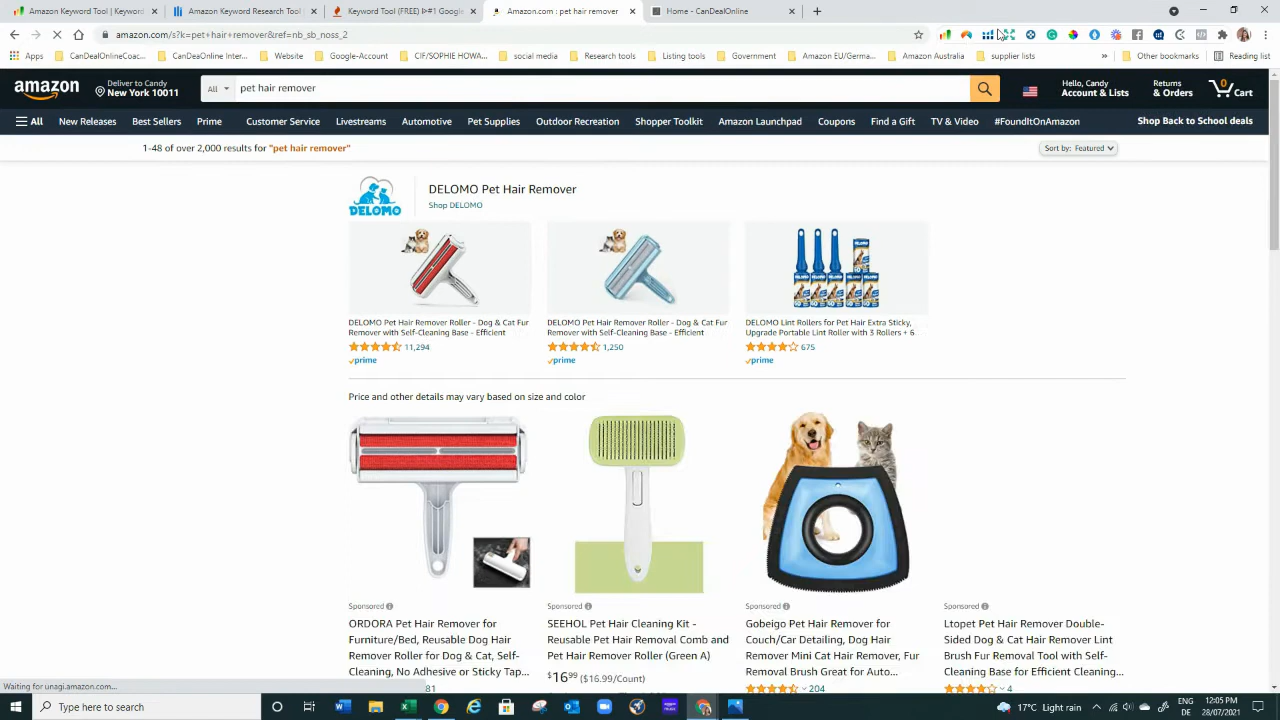 Amazon Keyword Tool | Keyword
Amazon Keyword Research Tool
Keyword Tool (FREE) ᐈ#1 Googl
Amazon.com : pet hair remover
Home - CanDealOnline
amazon.com/s?k=pet+hair+remover&ref=nb_sb_noss_2
Apps
CanDealOnlineCoac...
CanDealOnline Inter...
Website
Google-Account
CIF/SOPHIE HOWA...
social media
Research tools
Listing tools
Amazon EU/Germa...
Amazon Australia
supplier lists
»
Other bookmarks
Reading list
amazon
Deliver to Candy
New York 10011
All
pet hair remover
Hello, Candy
Account & Lists
Returns
& Orders
0
Cart
All
New Releases
Best Sellers
Prime
Customer Service
Livestreams
Automotive
Pet Supplies
Outdoor Recreation
Shopper Toolkit
Amazon Launchpad
Coupons
Find a Gift
TV & Video
#FoundItOnAmazon
Shop Back to School deals
1-48 of over 2,000 results for "pet hair remover"
Sort by: Featured
DELOMO
DELOMO Pet Hair Remover
Shop DELOMO
DELOMO Pet Hair Remover Roller - Dog & Cat Fur
Remover with Self-Cleaning Base - Efficient
11,294
prime
DELOMO Pet Hair Remover Roller - Dog & Cat Fur
Remover with Self-Cleaning Base - Efficient
1,250
prime
DELOMO Lint Rollers for Pet Hair Extra Sticky,
Upgrade Portable Lint Roller with 3 Rollers + 6
675
prime
Price and other details may vary based on size and color
Sponsored
ORDORA Pet Hair Remover for
Furniture/Bed, Reusable Dog Hair
Remover Roller for Dog & Cat, Self-
Cleaning, No Adhesive or Sticky Tap...
81
Sponsored
SEEHOL Pet Hair Cleaning Kit -
Reusable Pet Hair Removal Comb and
Pet Hair Remover Roller (Green A)
$16.99 ($16.99/Count)
Sponsored
Gobeigo Pet Hair Remover for
Couch/Car Detailing, Dog Hair
Remover Mini Cat Hair Remover, Fur
Removal Brush Great for Auto...
204
Sponsored
Ltopet Pet Hair Remover Double-
Sided Dog & Cat Hair Remover Lint
Brush Fur Removal Tool with Self-
Cleaning Base for Efficient Cleaning...
4
Waiting for unagi.amazon.com...
Type here to search
17°C Light rain
ENG
DE
12:05 PM
28/07/2021